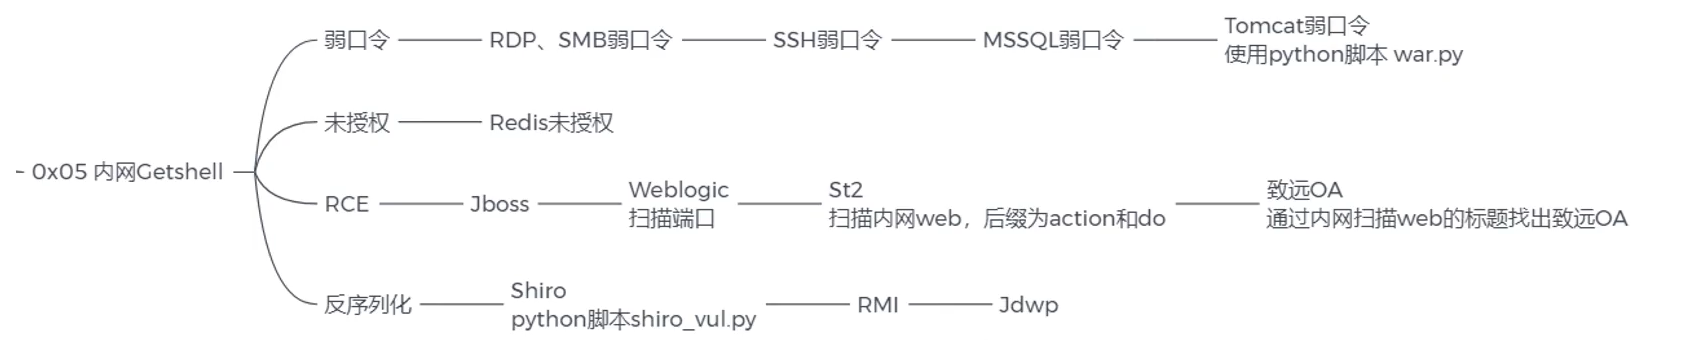 0x05 内网Getshell
弱口令
RDP、SMB弱口令
SSH弱口令
MSSQL弱口令
Tomcat弱口令
使用python脚本 war.py
未授权
Redis未授权
RCE
Jboss
Weblogic
扫描端口
St2
扫描内网web，后缀为action和do
致远OA
通过内网扫描web的标题找出致远OA
反序列化
Shiro
python脚本shiro_vul.py
RMI
Jdwp